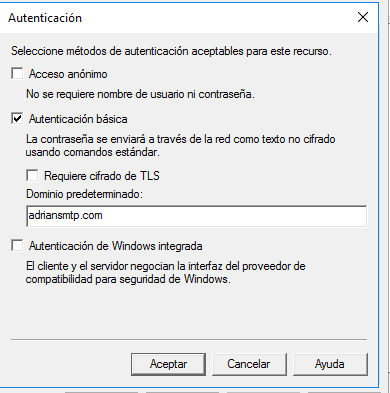 Autenticación
Seleccione métodos de autenticación aceptables para este recurso.
Acceso anónimo
No se requiere nombre de usuario ni contraseña.
Autenticación básica
La contraseña se enviará a través de la red como texto no cifrado
usando comandos estándar.
Requiere cifrado de TLS
Dominio predeterminado:
adriansmtp.com
Autenticación de Windows integrada
El cliente y el servidor negocian la interfaz del proveedor de
compatibilidad para seguridad de Windows.
Aceptar Cancelar Ayuda